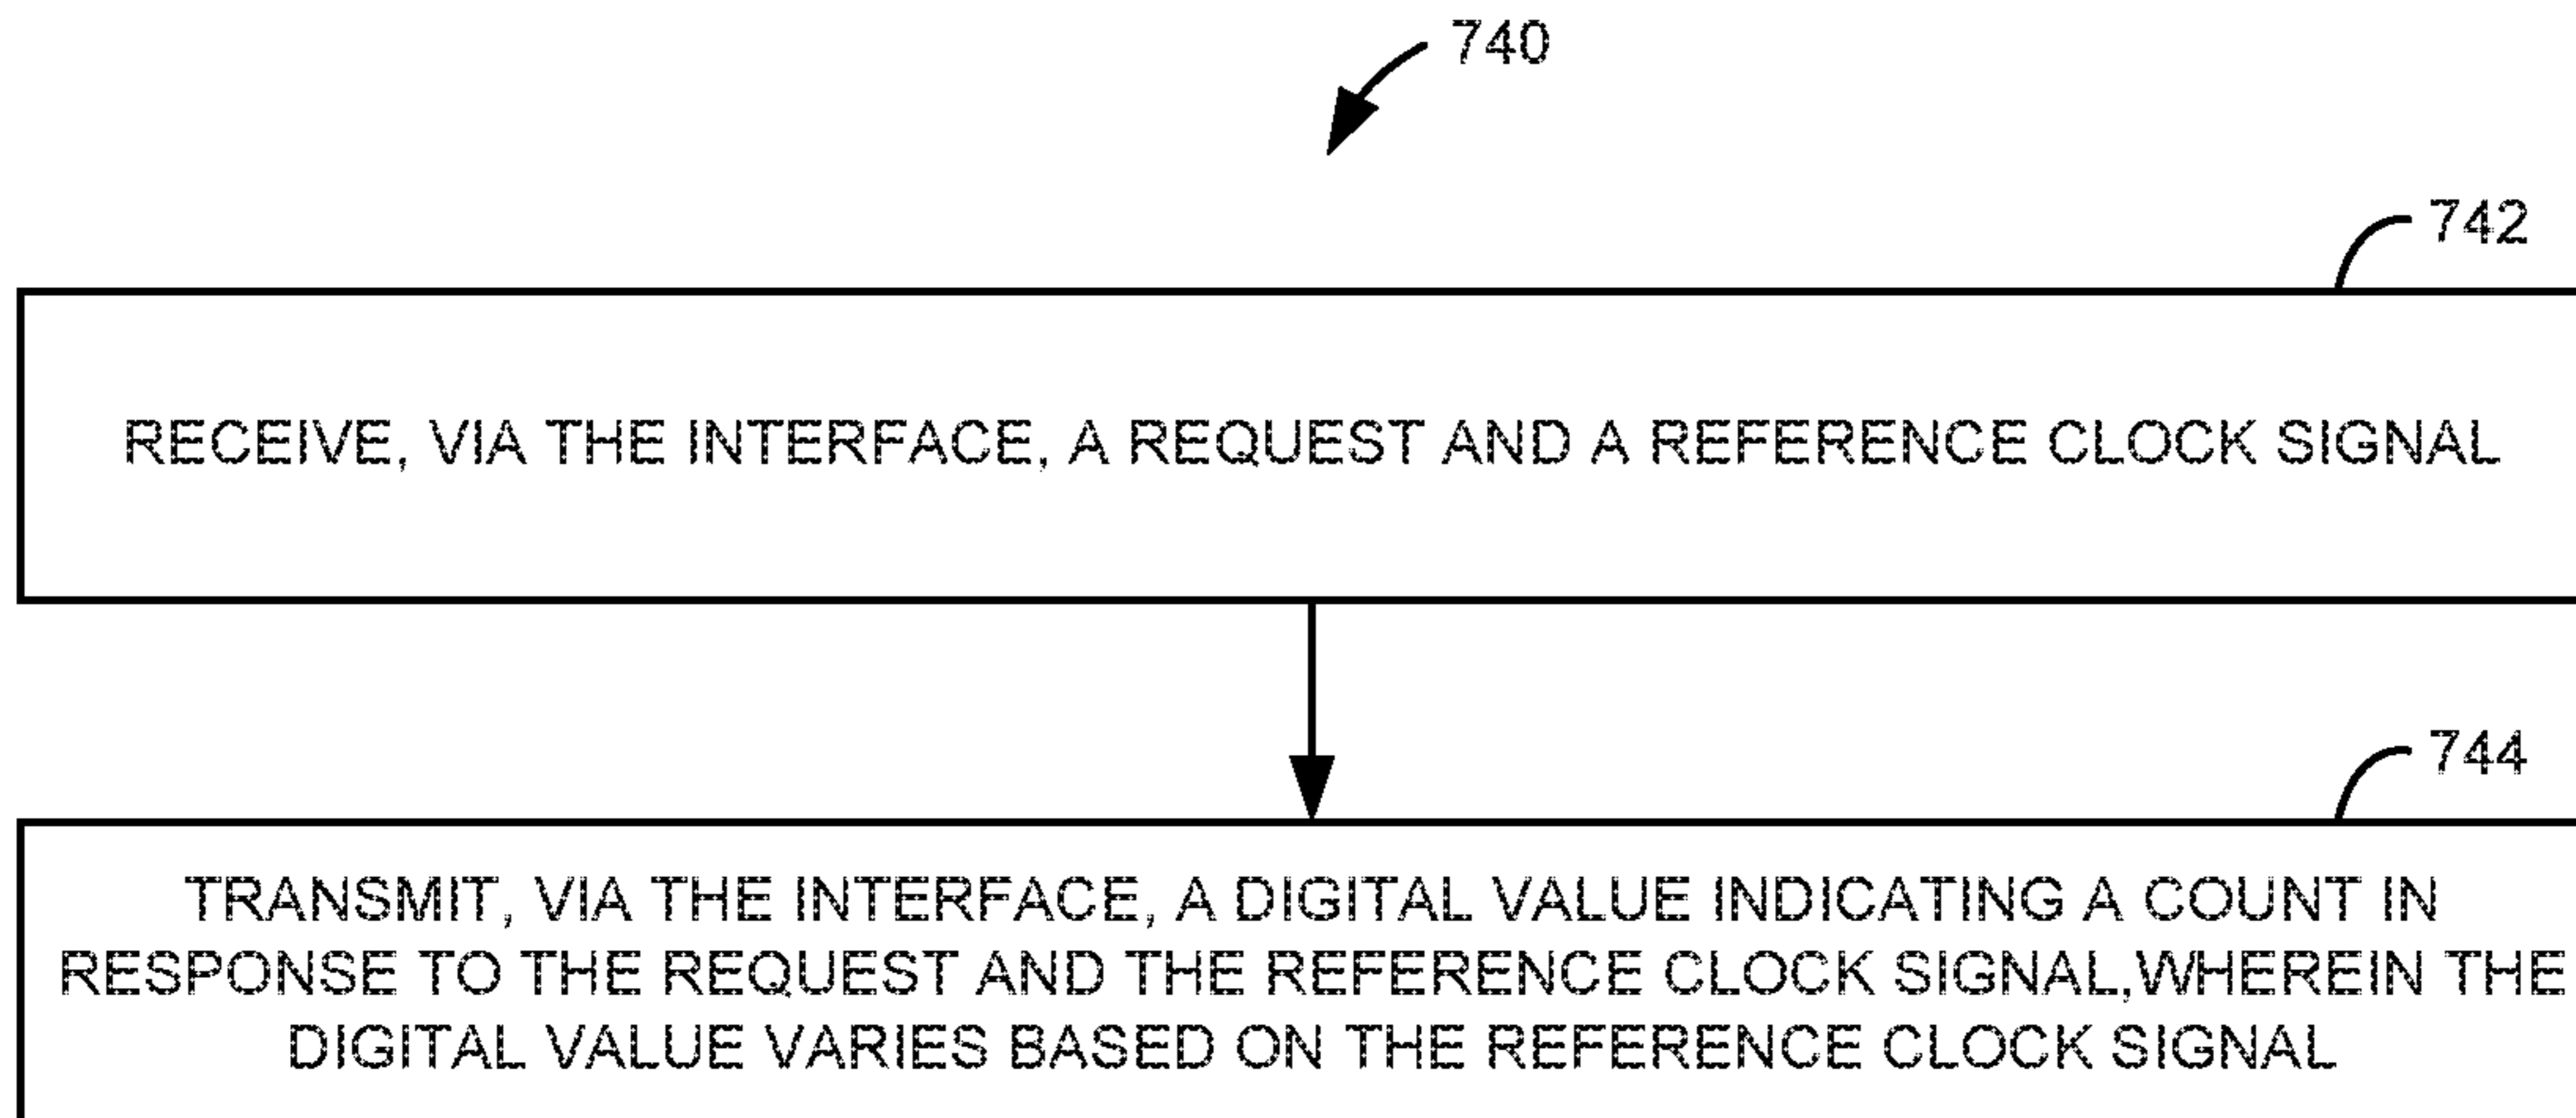 740
742
RECEIVE, VIA THE INTERFACE, A REQUEST AND A REFERENCE CLOCK SIGNAL
744
TRANSMIT, VIA THE INTERFACE, A DIGITAL VALUE INDICATING A COUNT IN
RESPONSE TO THE REQUEST AND THE REFERENCE CLOCK SIGNAL,WHEREIN THE
DIGITAL VALUE VARIES BASED ON THE REFERENCE CLOCK SIGNAL